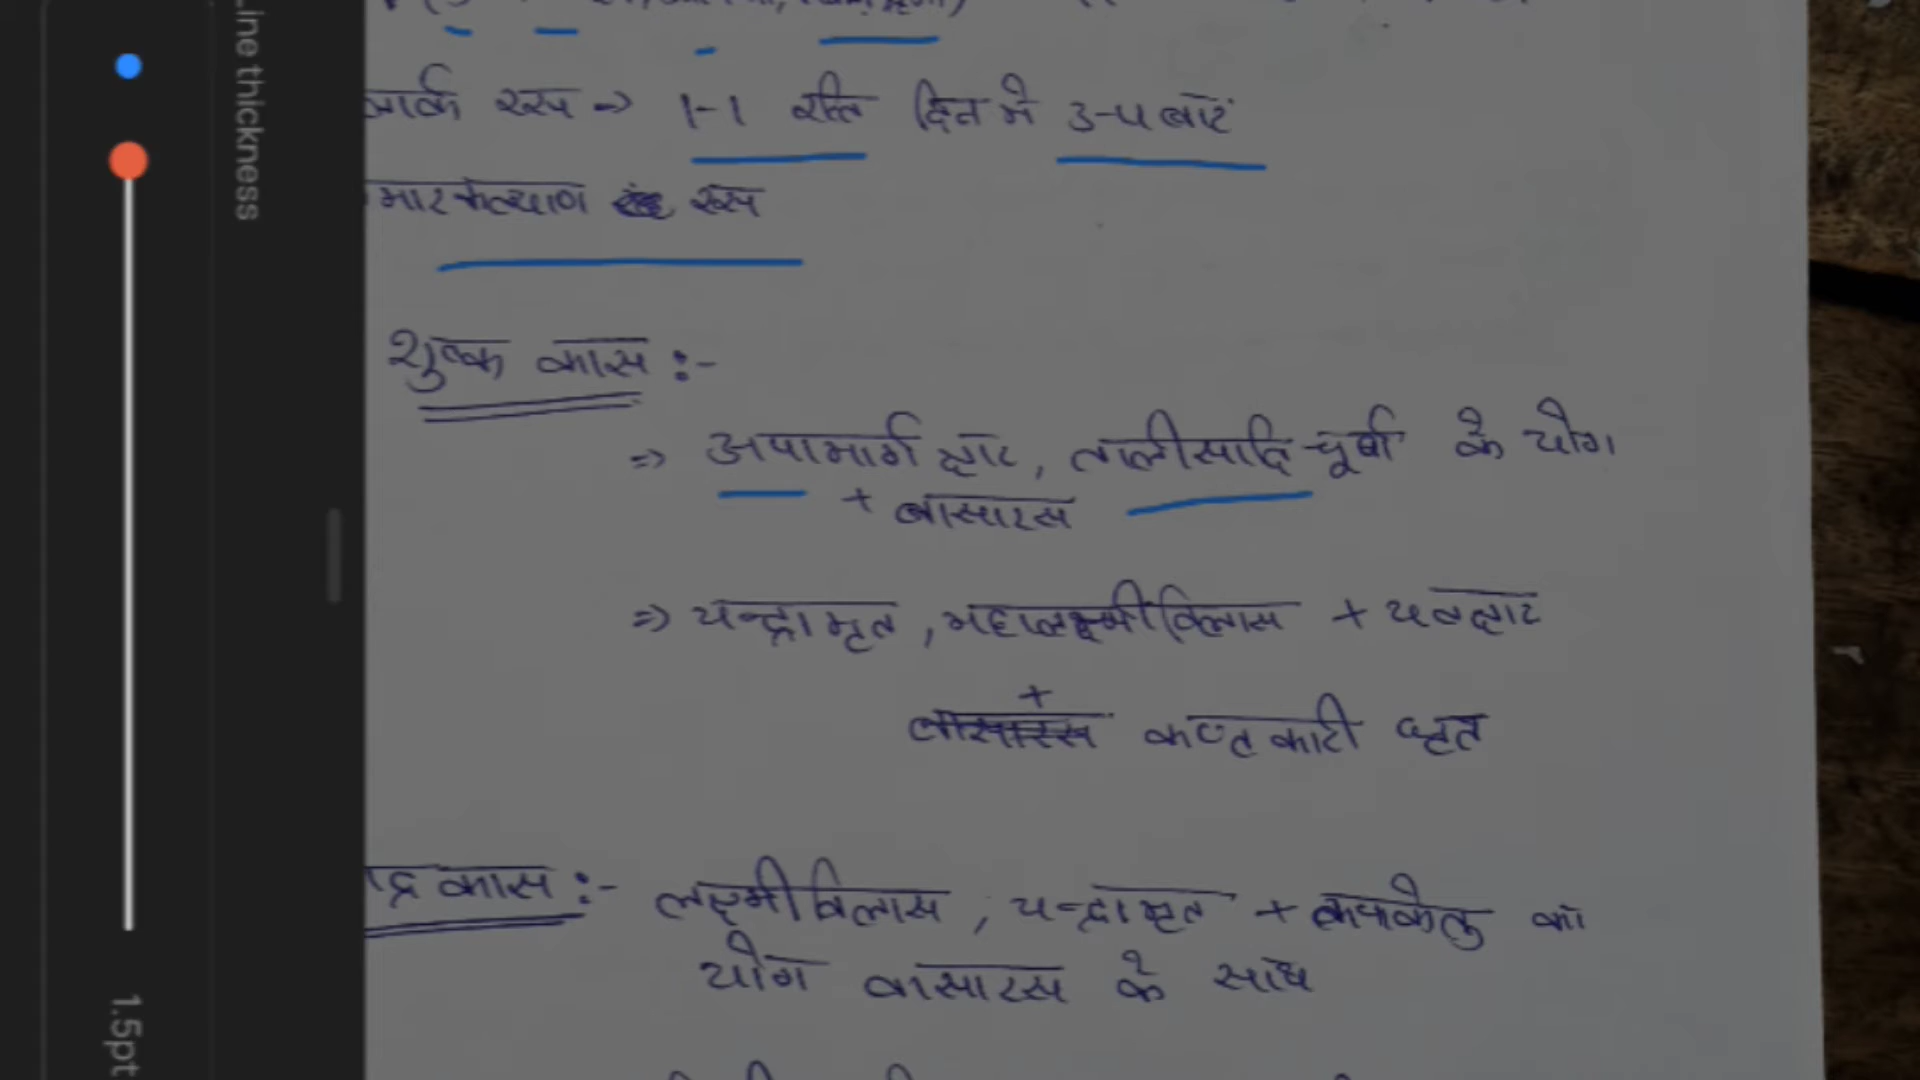 Line thickness
1.5pt
रस => 1-1 रत्ति दिन में 3-4 बार
मारकल्याण रस
शुष्क कास :-
=> अपामार्ग क्षार, तालीसादि चूर्ण के योग
+ वासारस
=> चन्द्रामृत, महालक्ष्मीविलास + यवक्षार
+
वासारस कण्टकारी घृत
द्र कास :- लक्ष्मीविलास, चन्द्रामृत + कफकेतु का
योग वासारस के साथ